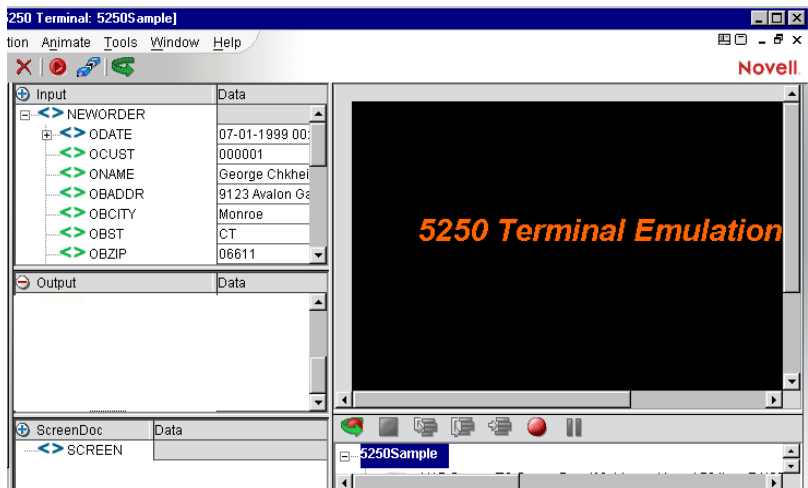 5250 Terminal: 5250Sample]
tion Animate Tools Window Help
Novell.
Input Data
NEWORDER
ODATE 07-01-1999 00:
OCUST 000001
ONAME George Chkhei
OBADDR 9123 Avalon Ga
OBCITY Monroe
OBST CT
OBZIP 06611
5250 Terminal Emulation
Output Data
ScreenDoc Data
SCREEN
5250Sample